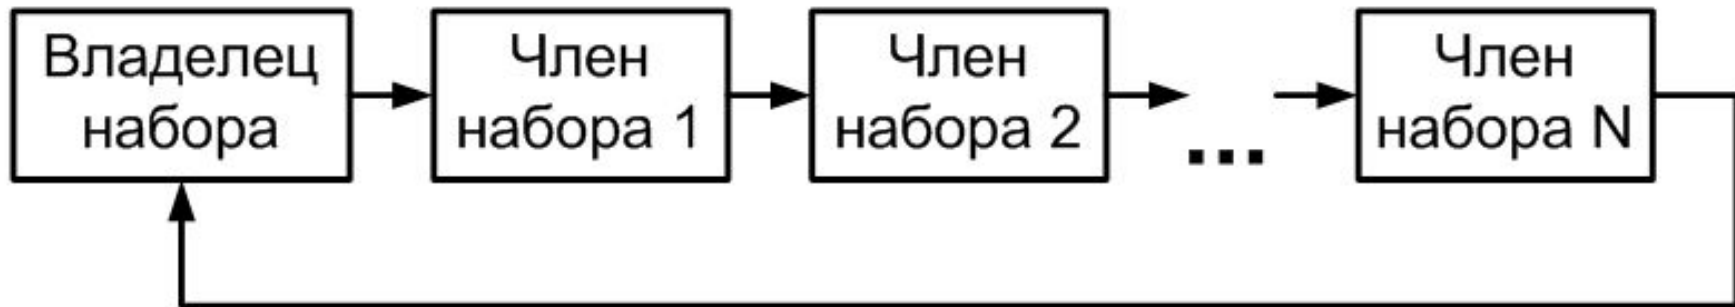 Владелец
набора
Член
набора 1
Член
набора 2
...
Член
набора N